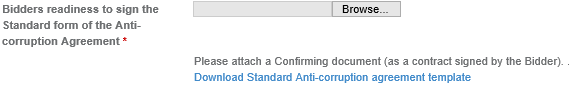 Bidders readiness to sign the
Browse...
Standard form of the Anti-
corruption Agreement *
Please attach a Confirming document (as a contract signed by the Bidder). .
Download Standard Anti-corruption agreement template